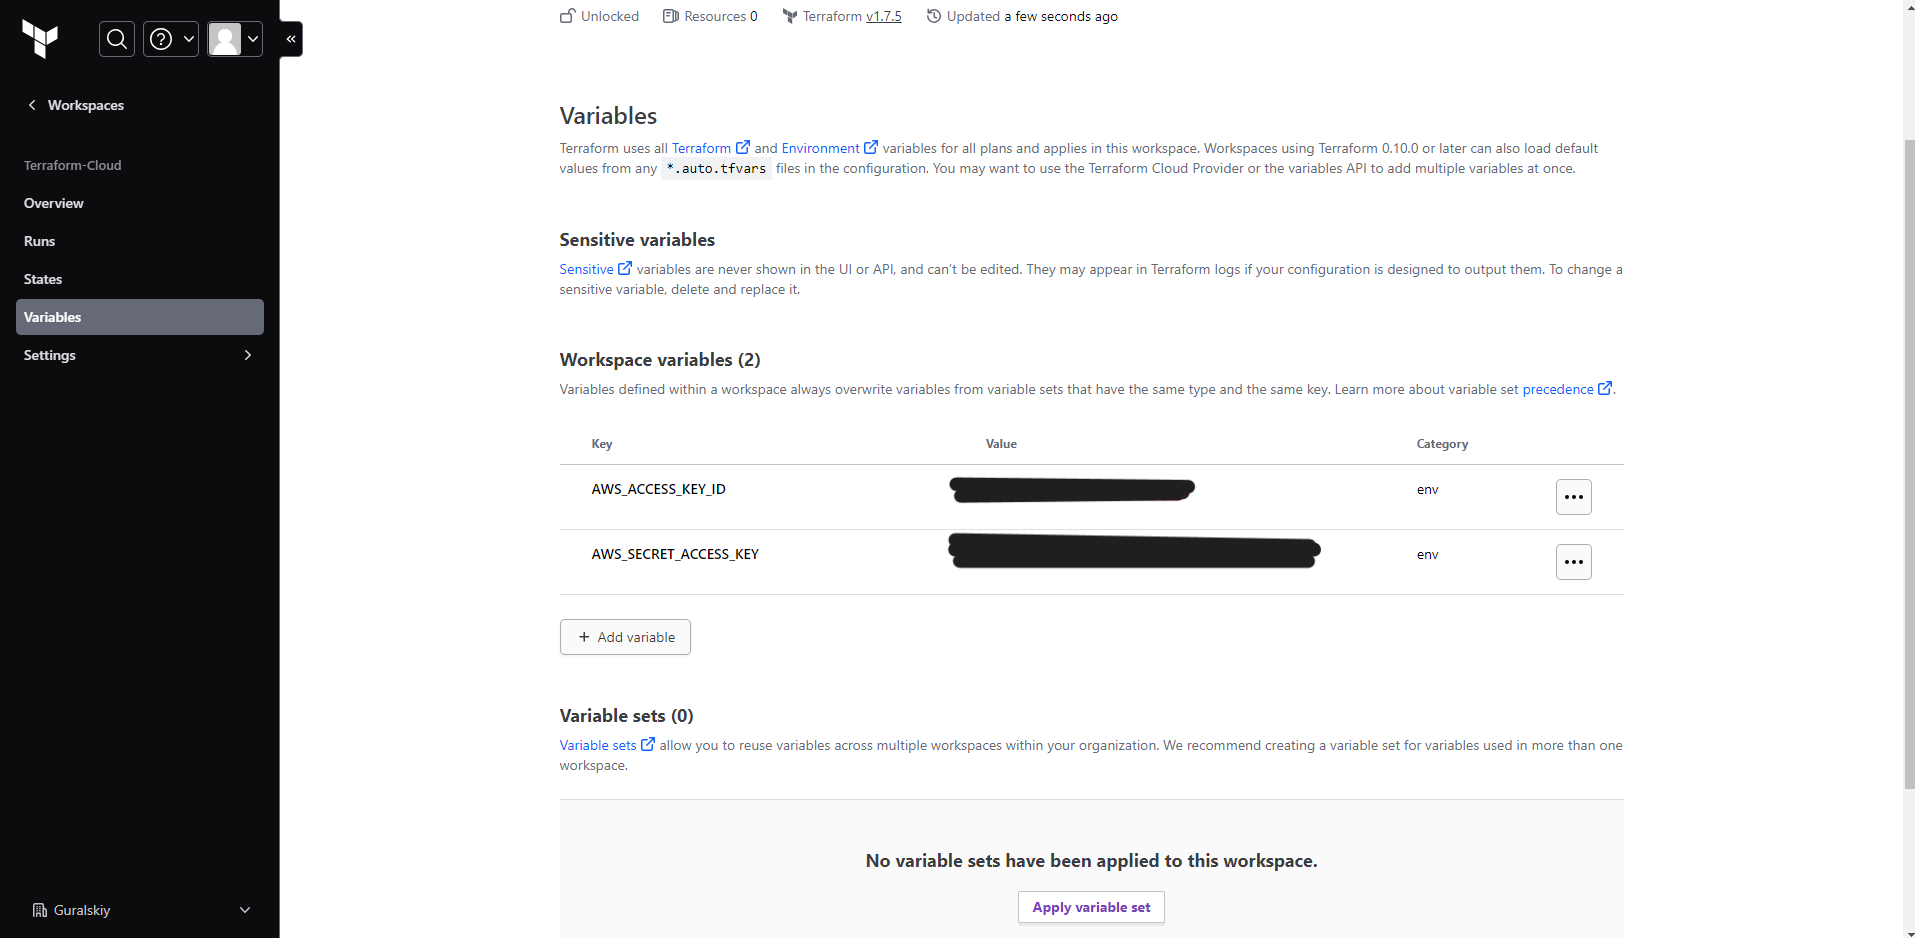 Unlocked Resources 0 Terraform v1.7.5 Updated a few seconds ago
Workspaces
Terraform-Cloud
Overview
Runs
States
Variables
Settings
Guralskiy
Variables
Terraform uses all Terraform and Environment variables for all plans and applies in this workspace. Workspaces using Terraform 0.10.0 or later can also load default
values from any *.auto.tfvars files in the configuration. You may want to use the Terraform Cloud Provider or the variables API to add multiple variables at once.
Sensitive variables
Sensitive variables are never shown in the UI or API, and can't be edited. They may appear in Terraform logs if your configuration is designed to output them. To change a
sensitive variable, delete and replace it.
Workspace variables (2)
Variables defined within a workspace always overwrite variables from variable sets that have the same type and the same key. Learn more about variable set precedence.
Key Value Category
AWS_ACCESS_KEY_ID env
AWS_SECRET_ACCESS_KEY env
+ Add variable
Variable sets (0)
Variable sets allow you to reuse variables across multiple workspaces within your organization. We recommend creating a variable set for variables used in more than one
workspace.
No variable sets have been applied to this workspace.
Apply variable set